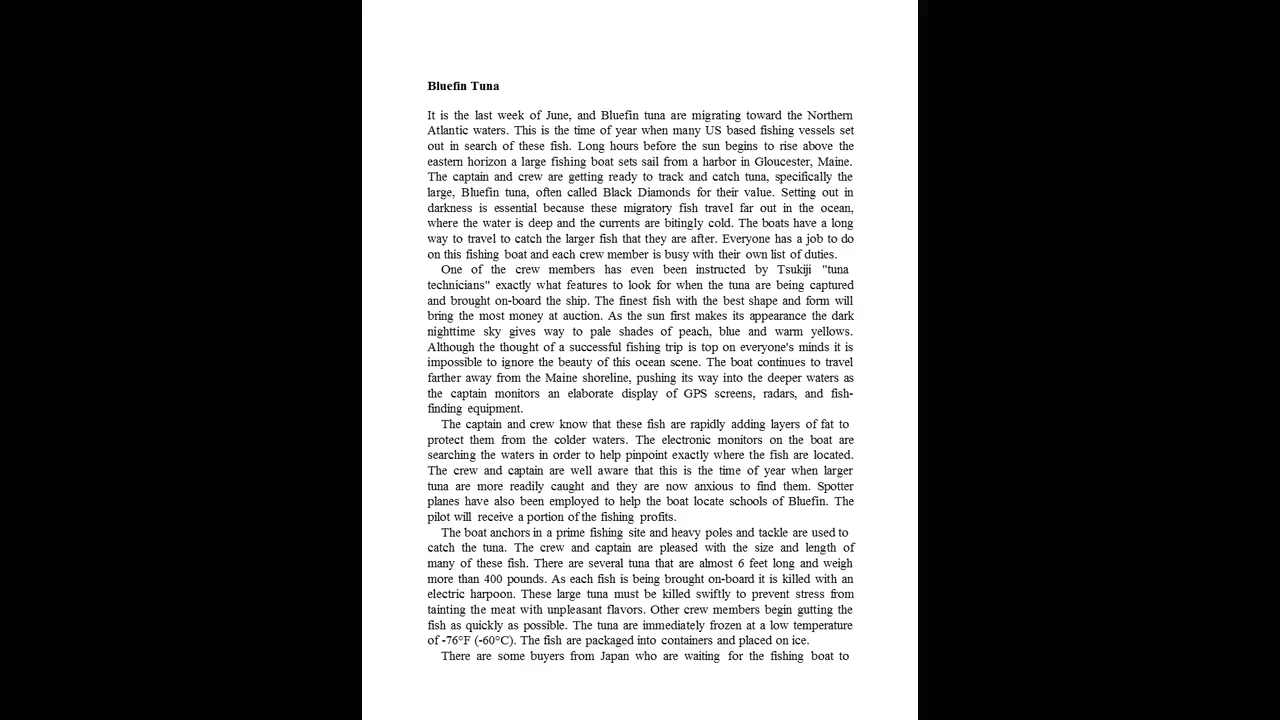 Bluefin Tuna
It is the last week of June, and Bluefin tuna are migrating toward the Northern
Atlantic waters. This is the time of year when many US based fishing vessels set
out in search of these fish. Long hours before the sun begins to rise above the
eastern horizon a large fishing boat sets sail from a harbor in Gloucester, Maine.
The captain and crew are getting ready to track and catch tuna, specifically the
large, Bluefin tuna, often called Black Diamonds for their value. Setting out in
darkness is essential because these migratory fish travel far out in the ocean,
where the water is deep and the currents are bitingly cold. The boats have a long
way to travel to catch the larger fish that they are after. Everyone has a job to do
on this fishing boat and each crew member is busy with their own list of duties.
One of the crew members has even been instructed by Tsukiji "tuna
technicians" exactly what features to look for when the tuna are being captured
and brought on-board the ship. The finest fish with the best shape and form will
bring the most money at auction. As the sun first makes its appearance the dark
nighttime sky gives way to pale shades of peach, blue and warm yellows.
Although the thought of a successful fishing trip is top on everyone's minds it is
impossible to ignore the beauty of this ocean scene. The boat continues to travel
farther away from the Maine shoreline, pushing its way into the deeper waters as
the captain monitors an elaborate display of GPS screens, radars, and fish-
finding equipment.
The captain and crew know that these fish are rapidly adding layers of fat to
protect them from the colder waters. The electronic monitors on the boat are
searching the waters in order to help pinpoint exactly where the fish are located.
The crew and captain are well aware that this is the time of year when larger
tuna are more readily caught and they are now anxious to find them. Spotter
planes have also been employed to help the boat locate schools of Bluefin. The
pilot will receive a portion of the fishing profits.
The boat anchors in a prime fishing site and heavy poles and tackle are used to
catch the tuna. The crew and captain are pleased with the size and length of
many of these fish. There are several tuna that are almost 6 feet long and weigh
more than 400 pounds. As each fish is being brought on-board it is killed with an
electric harpoon. These large tuna must be killed swiftly to prevent stress from
tainting the meat with unpleasant flavors. Other crew members begin gutting the
fish as quickly as possible. The tuna are immediately frozen at a low temperature
of -76°F (-60°C). The fish are packaged into containers and placed on ice.
There are some buyers from Japan who are waiting for the fishing boat to